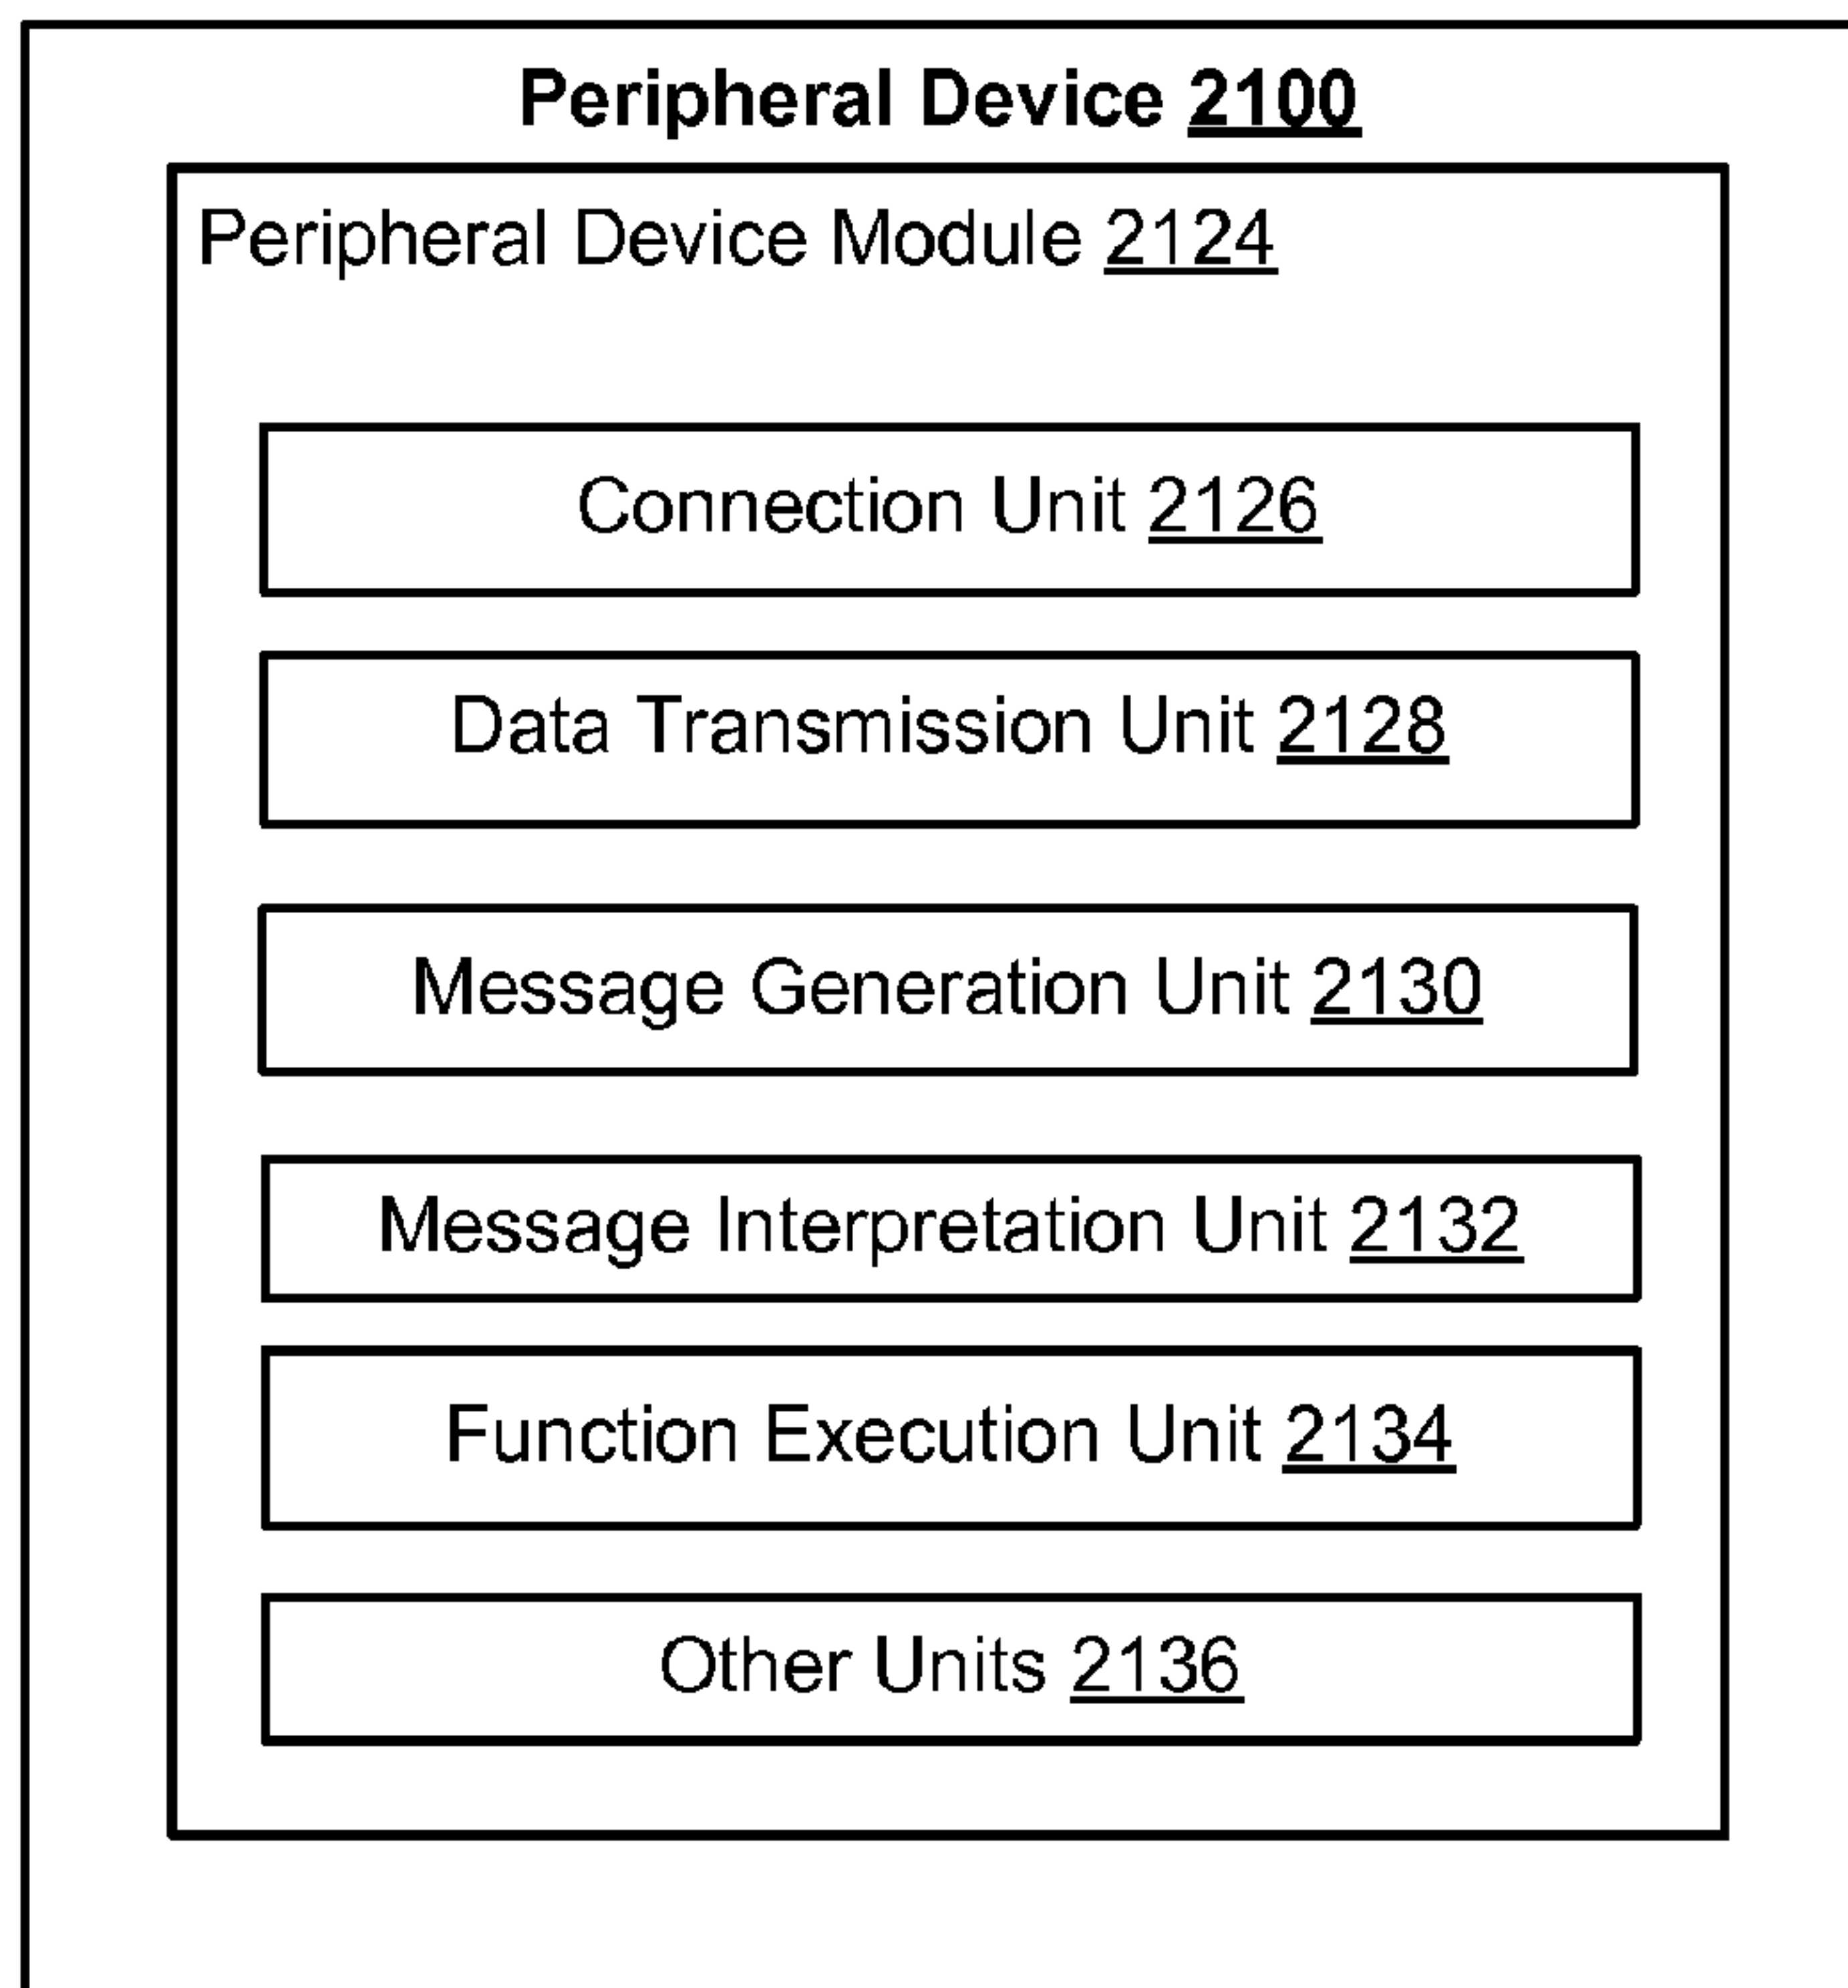 Peripheral Device 2100
Peripheral Device Module 2124
Connection Unit 2126
Data Transmission Unit 2128
Message Generation Unit 2130
Message Interpretation Unit 2132
Function Execution Unit 2134
Other Units 2136